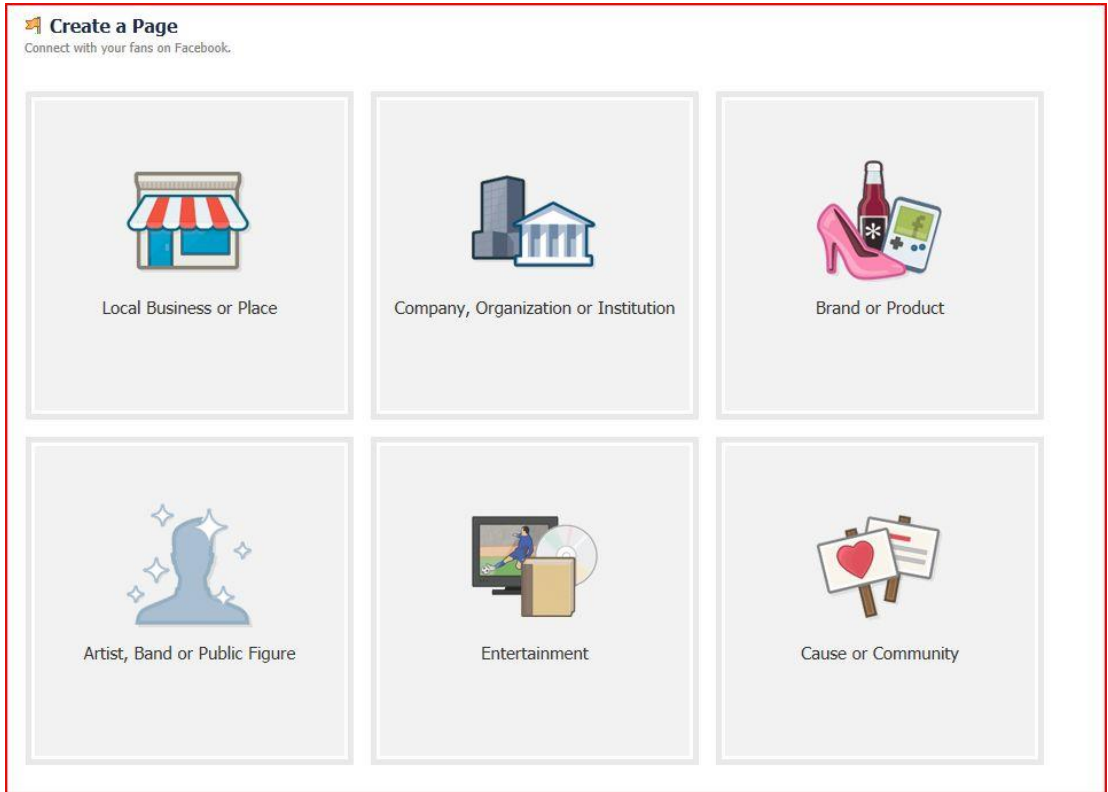 Create a Page
Connect with your fans on Facebook.
Local Business or Place
Company, Organization or Institution
Brand or Product
Artist, Band or Public Figure
Entertainment
Cause or Community